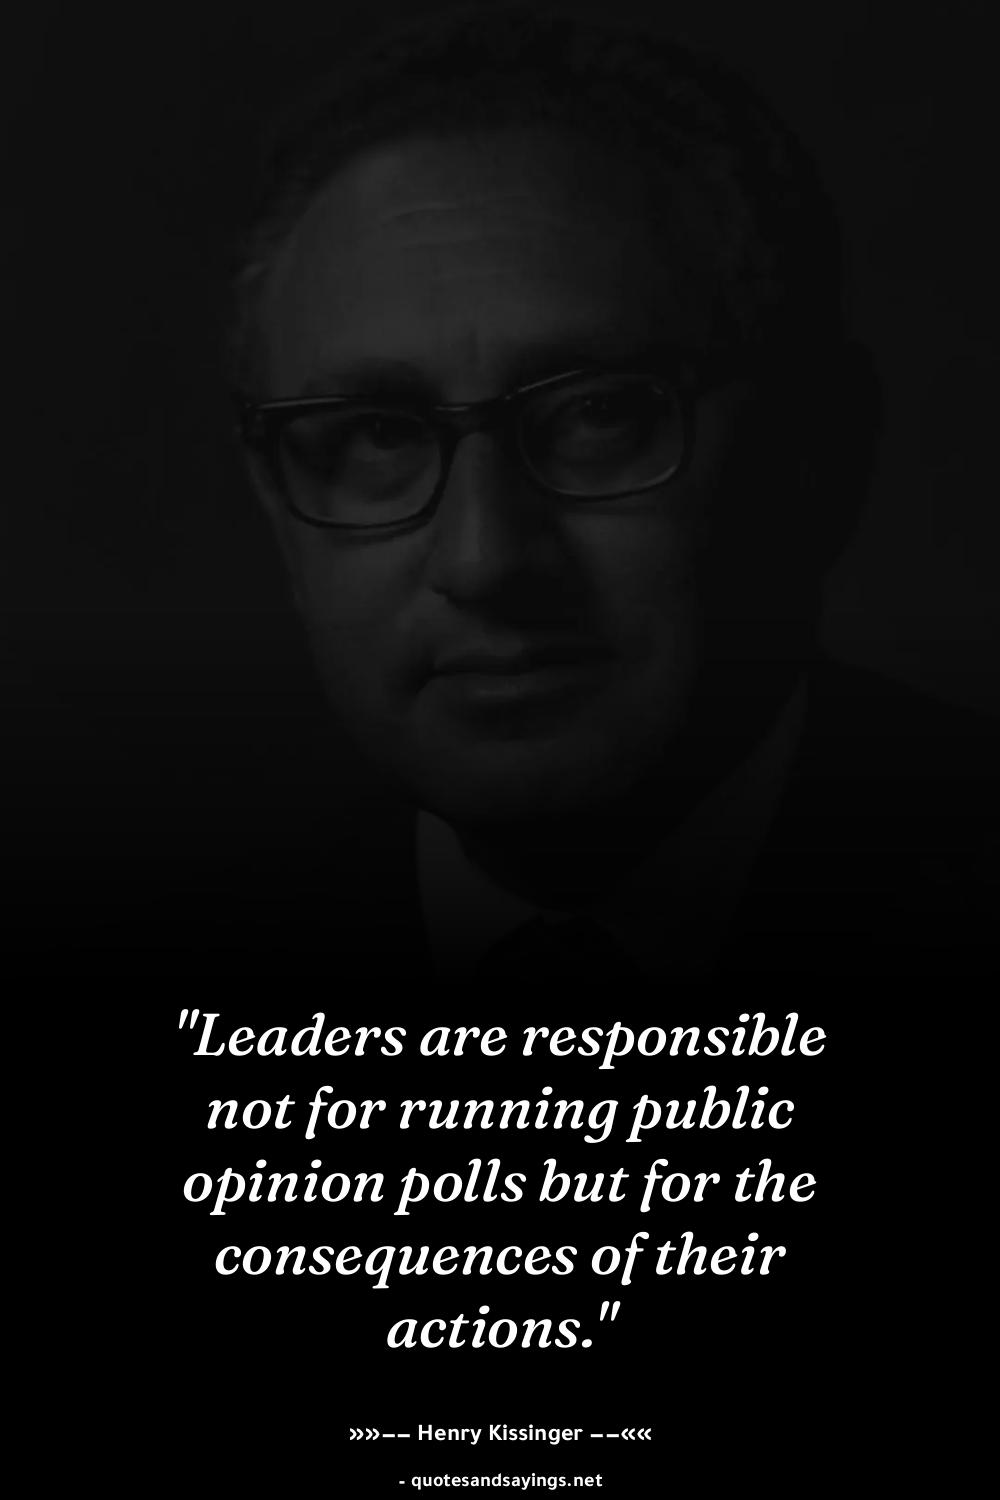 "Leaders are responsible
not for running public
opinion polls but for the
consequences of their
actions."
»»–– Henry Kissinger ––««
- quotesandsayings.net